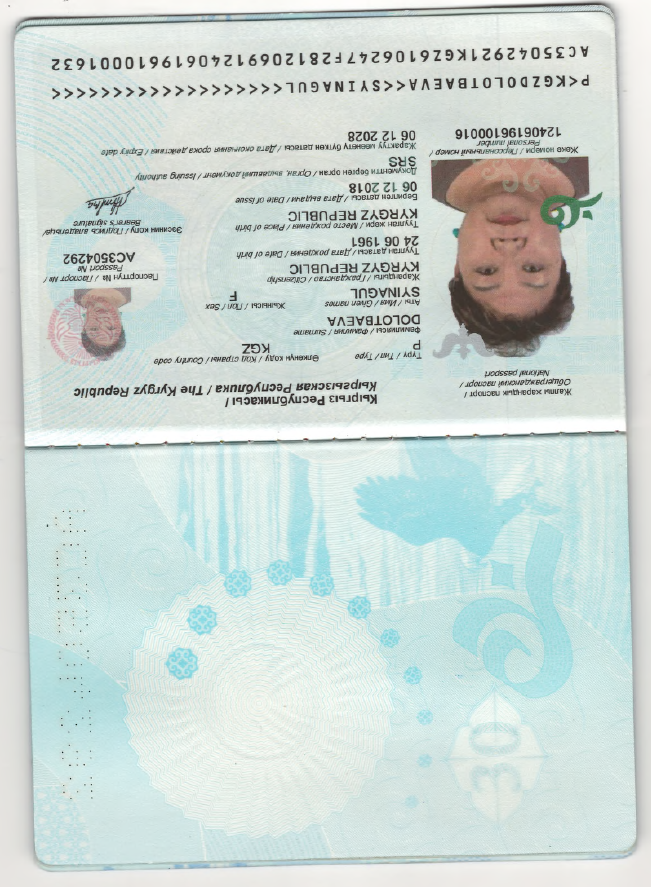 Кыргыз Республикасы /
Кыргызская Республика / The Kyrgyz Republic
Жалпы жарандык паспорт /
Общегражданский паспорт /
National passport
Түрү / Тип / Type
P
Өлкөнүн коду / Код страны / Country code
KGZ
Фамилиясы / Фамилия / Surname
DOLOTBAEVA
Аты / Имя / Given names
SYINAGUL
Жынысы / Пол / Sex
F
Жарандыгы / Гражданство / Citizenship
KYRGYZ REPUBLIC
Туулган датасы / Дата рождения / Date of birth
24 06 1961
Туулган жери / Место рождения / Place of birth
KYRGYZ REPUBLIC
Берилген датасы / Дата выдачи / Date of issue
06 12 2018
Документти берген орган / Орган, выдавший документ / Issuing authority
SRS
Жарактуу мөөнөтү бүткөн датасы / Дата окончания срока действия / Expiry date
06 12 2028
Паспорттун № / Паспорт № /
Passport №
AC3504292
Ээсинин колу / Подпись владельца/
Bearer's signature
Жеке номери / Персональный номер /
Personal number
12406196100016
P<KGZDOLOTBAEVA<<SYINAGUL<<<<<<<<<<<<<<<<<<<
AC35042921KGZ6106247F28120691240619610001632
30